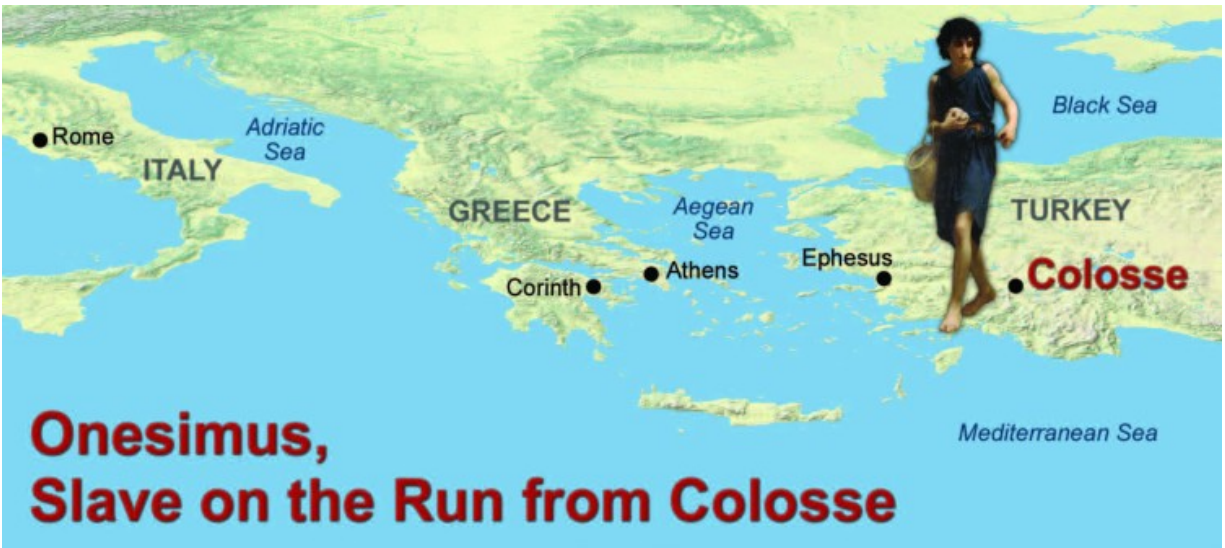 Black Sea
Rome
Adriatic
Sea
ITALY
GREECE
Aegean
Sea
TURKEY
Ephesus
Athens
Colosse
Corinth
Onesimus,
Mediterranean Sea
Slave on the Run from Colosse